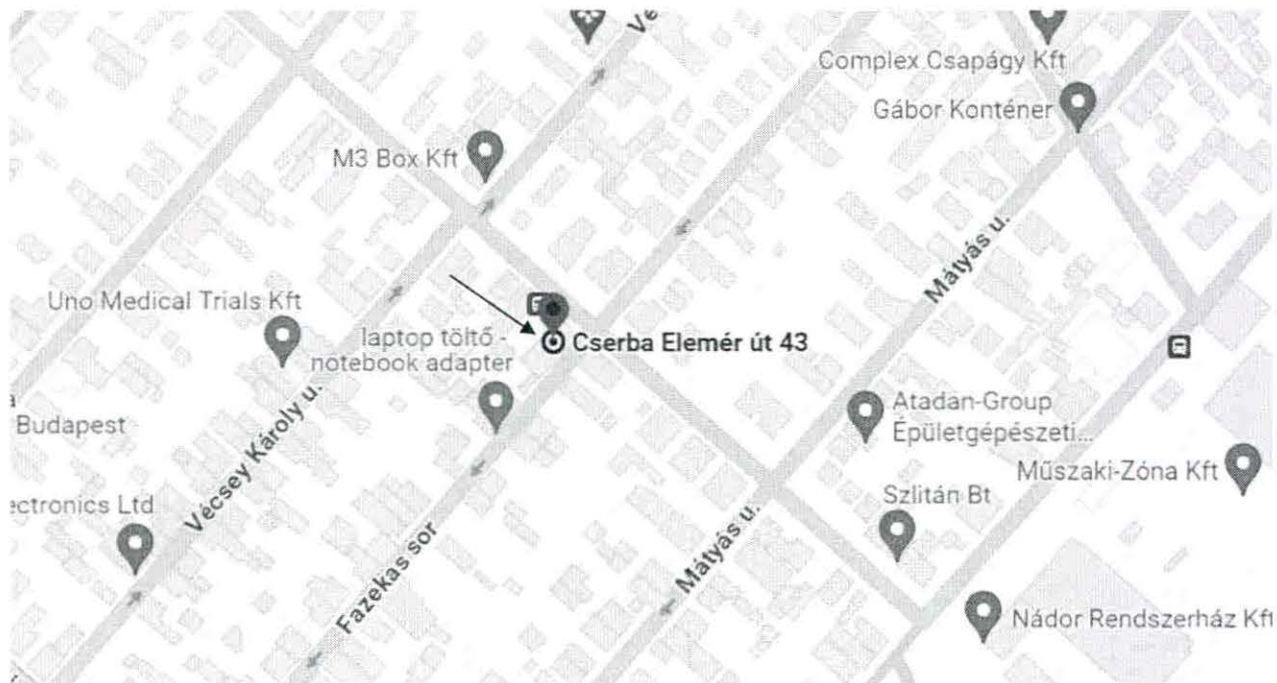 Vé
Complex Csapágy Kft
Gábor Konténer
M3 Box Kft
Mátyás u.
Uno Medical Trials Kft
laptop töltő -
notebook adapter
Cserba Elemér út 43
a
Budapest
Atadan-Group
Épületgépészeti...
Műszaki-Zóna Kft
Vécsey Károly u.
ectronics Ltd
Szlitán Bt
Mátyás u.
Fazekas sor
Nádor Rendszerház Kft